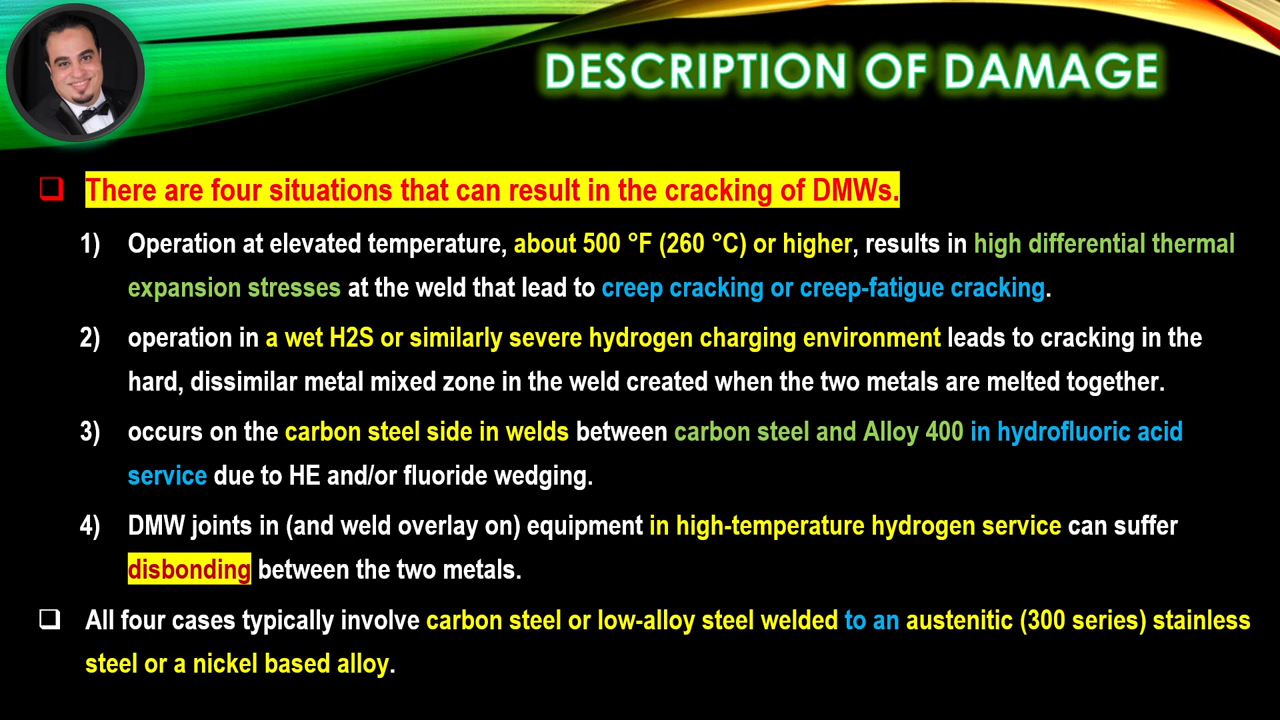 DESCRIPTION OF DAMAGE
There are four situations that can result in the cracking of DMWs.
1) Operation at elevated temperature, about 500 °F (260 °C) or higher, results in high differential thermal
expansion stresses at the weld that lead to creep cracking or creep-fatigue cracking.
2) operation in a wet H2S or similarly severe hydrogen charging environment leads to cracking in the
hard, dissimilar metal mixed zone in the weld created when the two metals are melted together.
3) occurs on the carbon steel side in welds between carbon steel and Alloy 400 in hydrofluoric acid
service due to HE and/or fluoride wedging.
4) DMW joints in (and weld overlay on) equipment in high-temperature hydrogen service can suffer
disbonding between the two metals.
All four cases typically involve carbon steel or low-alloy steel welded to an austenitic (300 series) stainless
steel or a nickel based alloy.